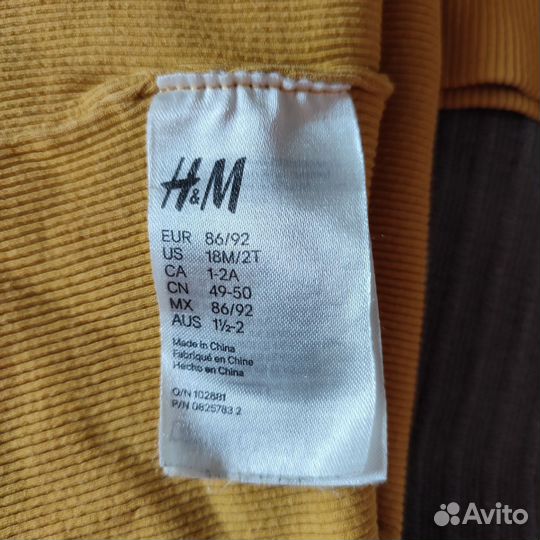 H&M
EUR 86/92
US 18M/2T
CA 1-2A
CN 49-50
MX 86/92
AUS 1½-2
Made in China
Fabriqué en Chine
Hecho en China
O/N 102881
P/N 0825783 2
Avito